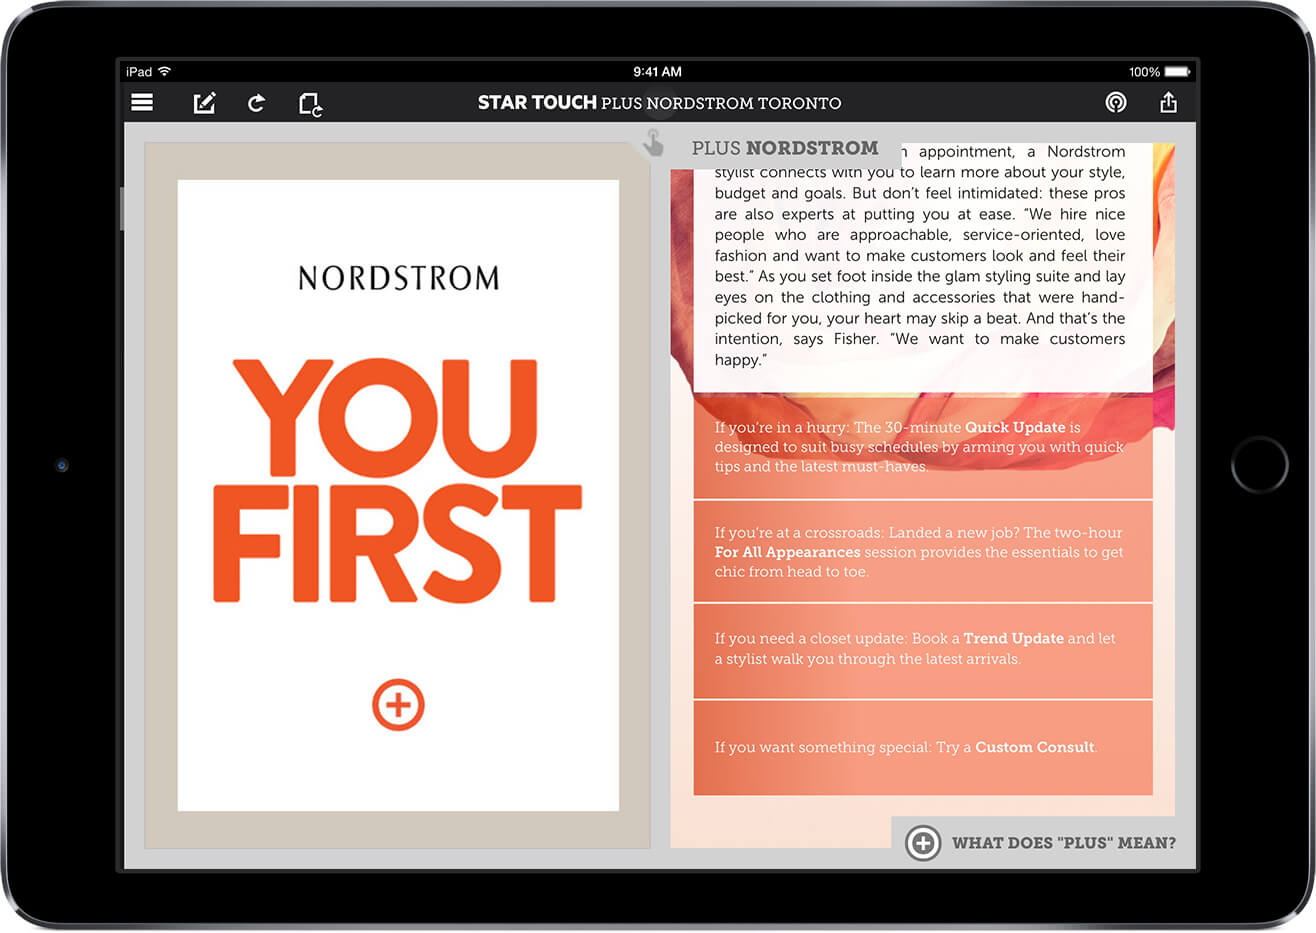 iPad
9:41 AM
100%
STAR TOUCH PLUS NORDSTROM TORONTO
NORDSTROM
YOU
FIRST
PLUS NORDSTROM
appointment, a Nordstrom
stylist connects with you to learn more about your style,
budget and goals. But don’t feel intimidated: these pros
are also experts at putting you at ease. “We hire nice
people who are approachable, service-oriented, love
fashion and want to make customers look and feel their
best.” As you set foot inside the glam styling suite and lay
eyes on the clothing and accessories that were hand-
picked for you, your heart may skip a beat. And that’s the
intention, says Fisher. “We want to make customers
happy.”
If you’re in a hurry: The 30-minute Quick Update is
designed to suit busy schedules by arming you with quick
tips and the latest must-haves.
If you’re at a crossroads: Landed a new job? The two-hour
For All Appearances session provides the essentials to get
chic from head to toe.
If you need a closet update: Book a Trend Update and let
a stylist walk you through the latest arrivals.
If you want something special: Try a Custom Consult.
WHAT DOES "PLUS" MEAN?